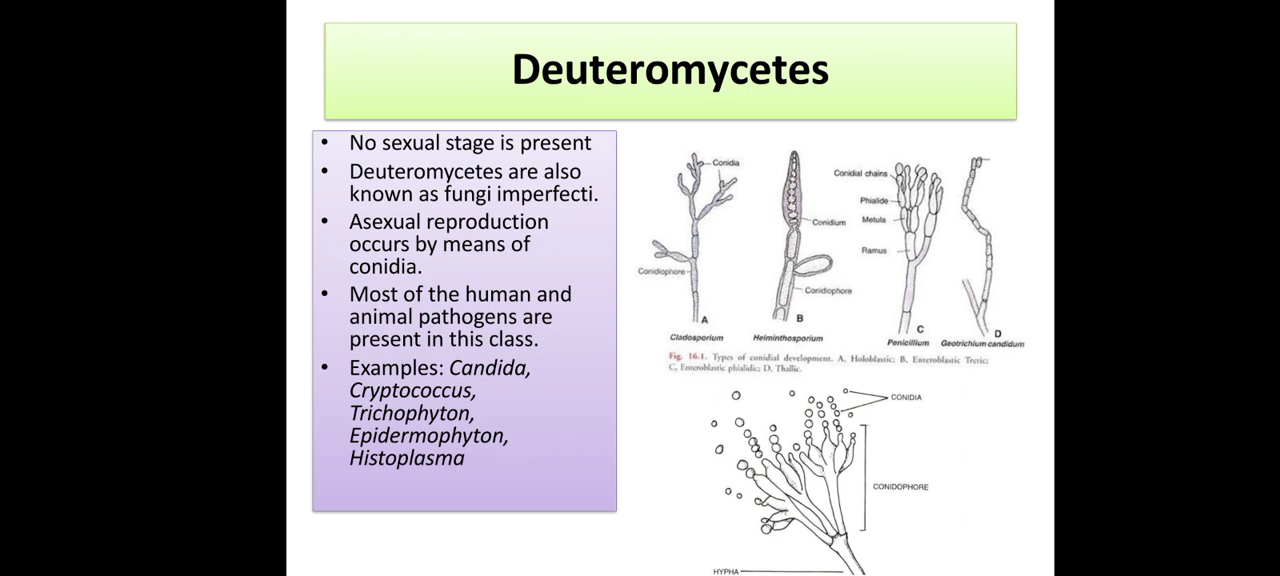 Deuteromycetes
• No sexual stage is present
• Deuteromycetes are also
known as fungi imperfecti.
• Asexual reproduction
occurs by means of
conidia.
• Most of the human and
animal pathogens are
present in this class.
• Examples: Candida,
Cryptococcus,
Trichophyton,
Epidermophyton,
Histoplasma
Conidia
Conidiophore
A
Cladosporium
Conidium
Conidiophore
B
Helminthosporium
Conidial chains
Phialide
Metula
Ramus
C
Penicillium
D
Geotrichium candidum
Fig. 16.1. Types of conidial development. A, Holoblastic; B, Enteroblastic Tretic;
C, Enteroblastic phialidic; D, Thallic.
CONIDIA
CONIDOPHORE
HYPHA